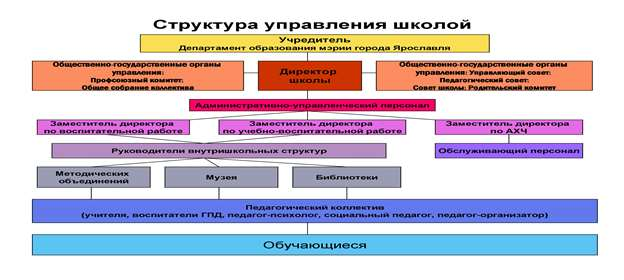 Структура управления школой
Учредитель
Департамент образования мэрии города Ярославля
Общественно-государственные органы
управления:
Профсоюзный комитет:
Общее собрание коллектива
Директор
школы
Общественно-государственные органы
управления: Управляющий совет:
Педагогический совет:
Совет школы: Родительский комитет
Административно-управленческий персонал
Заместитель директора
по воспитательной работе
Заместитель директора
по учебно-воспитательной работе
Заместитель директора
по АХЧ
Руководители внутришкольных структур
Обслуживающий персонал
Методических
объединений
Музея
Библиотеки
Педагогический коллектив
(учителя, воспитатели ГПД, педагог-психолог, социальный педагог, педагог-организатор)
Обучающиеся